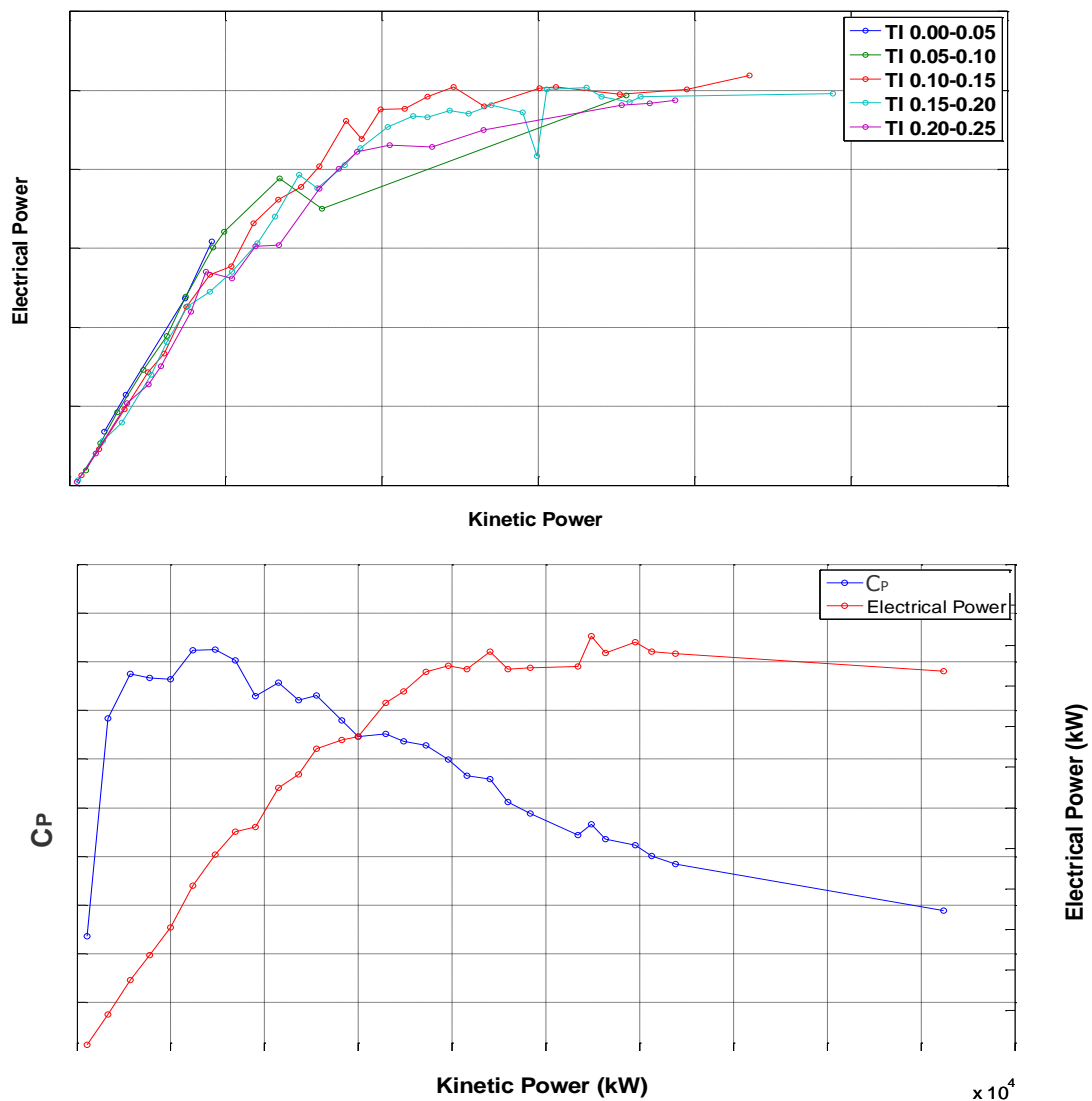 TI 0.00-0.05
TI 0.05-0.10
TI 0.10-0.15
TI 0.15-0.20
TI 0.20-0.25
Electrical Power
Kinetic Power
CP
Electrical Power
CP
Electrical Power (kW)
Kinetic Power (kW)
x 10^4